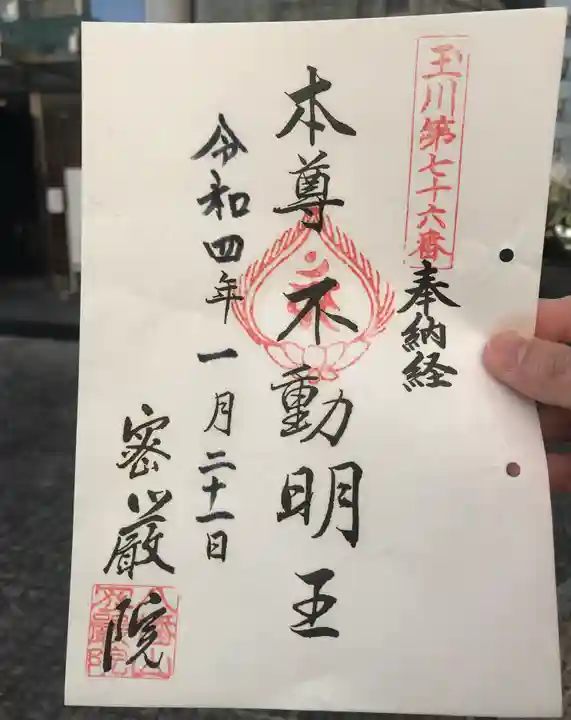 玉川第七十六番
奉納経
本尊不動明王
令和四年一月二十一日
密厳院